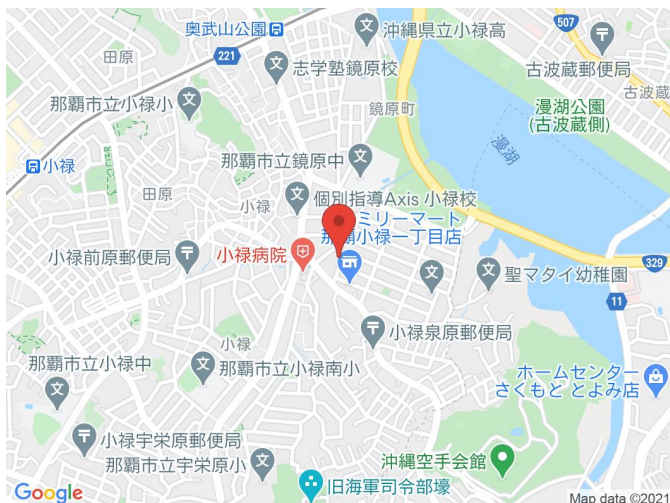 奥武山公園
沖縄県立小禄高
507
221
田原
志学塾鏡原校
古波蔵郵便局
古波蔵
鏡原町
那覇市立小禄小
漫湖公園
(古波蔵側)
漫湖
那覇市立鏡原中
小禄
田原
小禄
個別指導Axis 小禄校
ミリーマート
那覇小禄一丁目店
小禄前原郵便局
小禄病院
329
聖マタイ幼稚園
11
小禄泉原郵便局
小禄
那覇市立小禄中
那覇市立小禄南小
ホームセンター
さくもと とよみ店
小禄宇栄原郵便局
那覇市立宇栄原小
沖縄空手会館
旧海軍司令部壕
Google
Map data ©2021